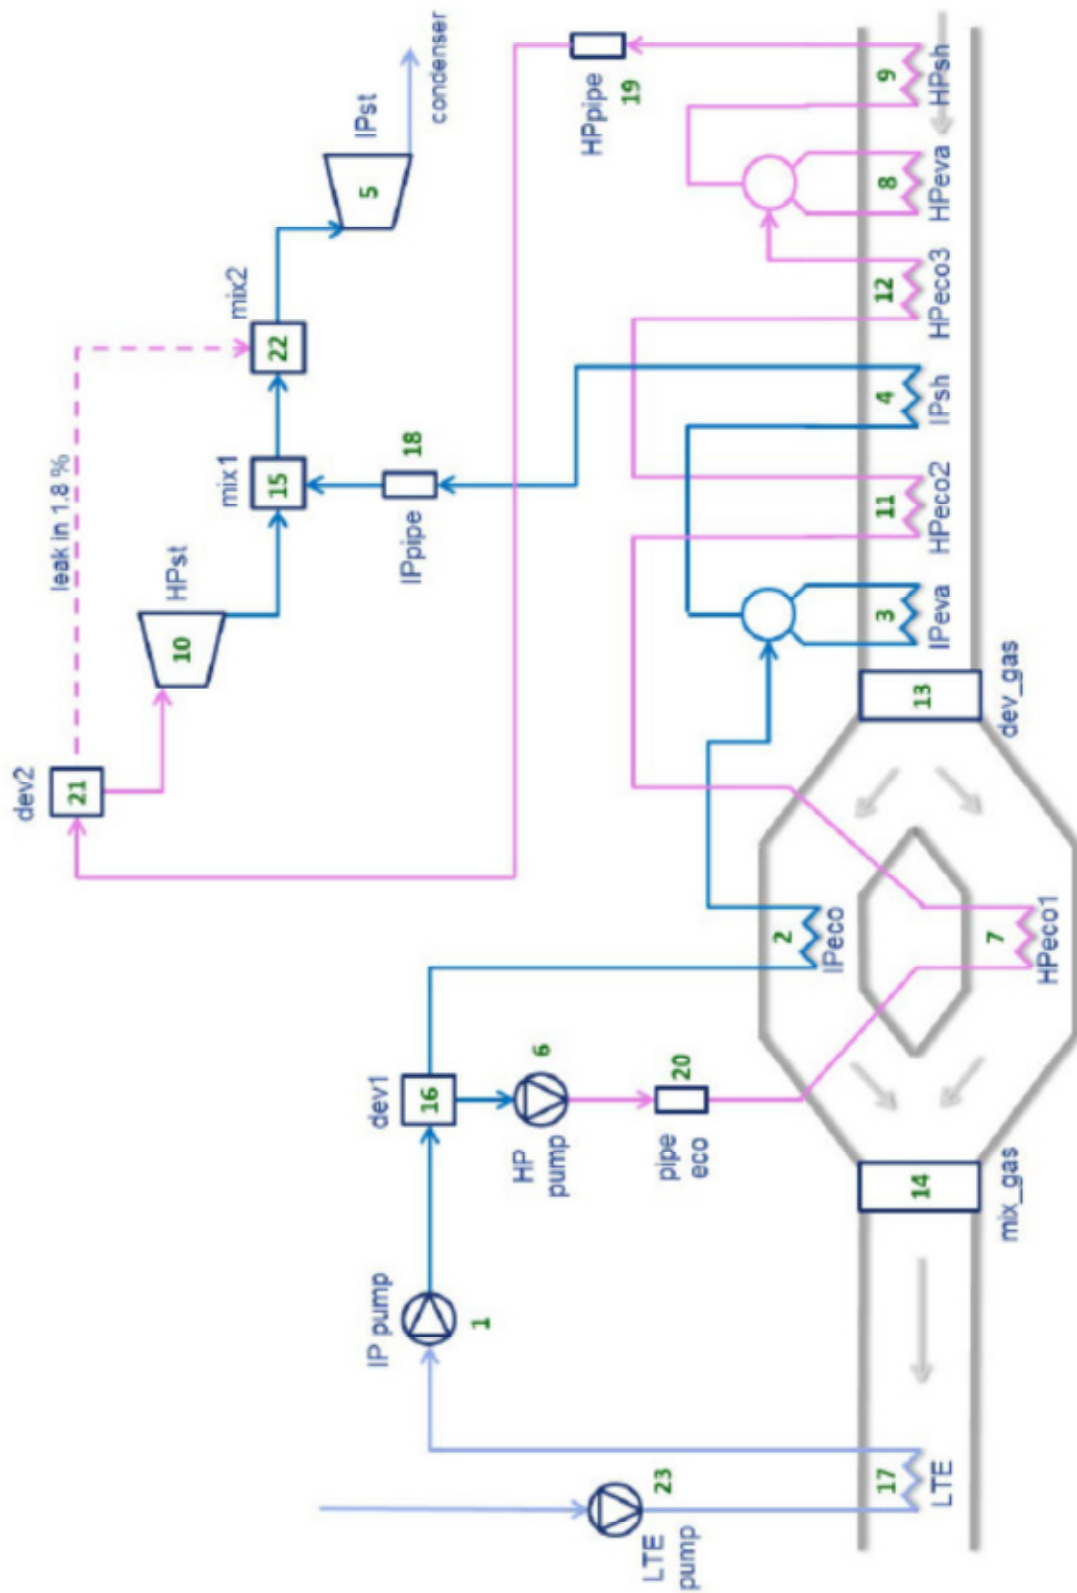 leak in 1.8 %
dev2
21
HPst
10
mix1
15
mix2
22
IPst
5
condenser
IPpipe
18
HPpipe
19
dev1
16
HP
pump
6
pipe
eco
20
IP pump
1
LTE
pump
23
2
IPeco
7
HPeco1
3
IPeva
11
HPeco2
4
IPsh
12
HPeco3
8
HPeva
9
HPsh
17
LTE
14
mix_gas
13
dev_gas